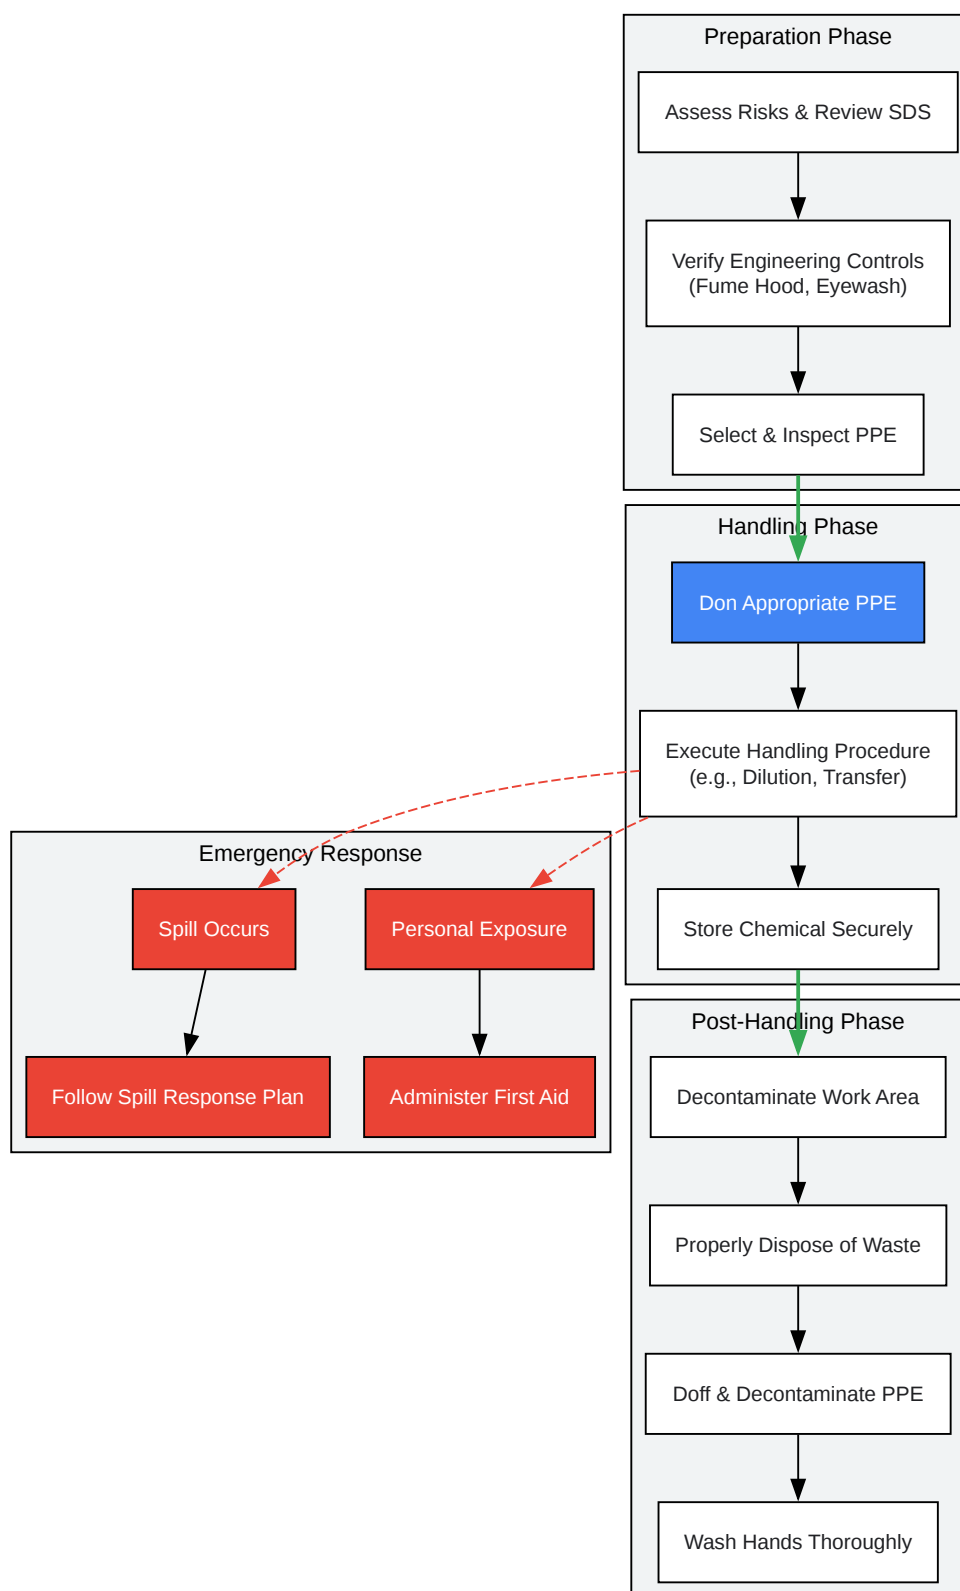 Preparation Phase
Assess Risks & Review SDS
Verify Engineering Controls
(Fume Hood, Eyewash)
Select & Inspect PPE
Handling Phase
Don Appropriate PPE
Execute Handling Procedure
(e.g., Dilution, Transfer)
Store Chemical Securely
Emergency Response
Spill Occurs
Personal Exposure
Follow Spill Response Plan
Administer First Aid
Post-Handling Phase
Decontaminate Work Area
Properly Dispose of Waste
Doff & Decontaminate PPE
Wash Hands Thoroughly